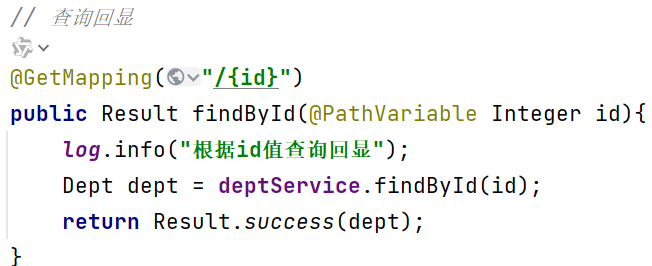 // 查询回显
@GetMapping("/{id}")
public Result findById(@PathVariable Integer id){
log.info("根据id值查询回显");
Dept dept = deptService.findById(id);
return Result.success(dept);
}